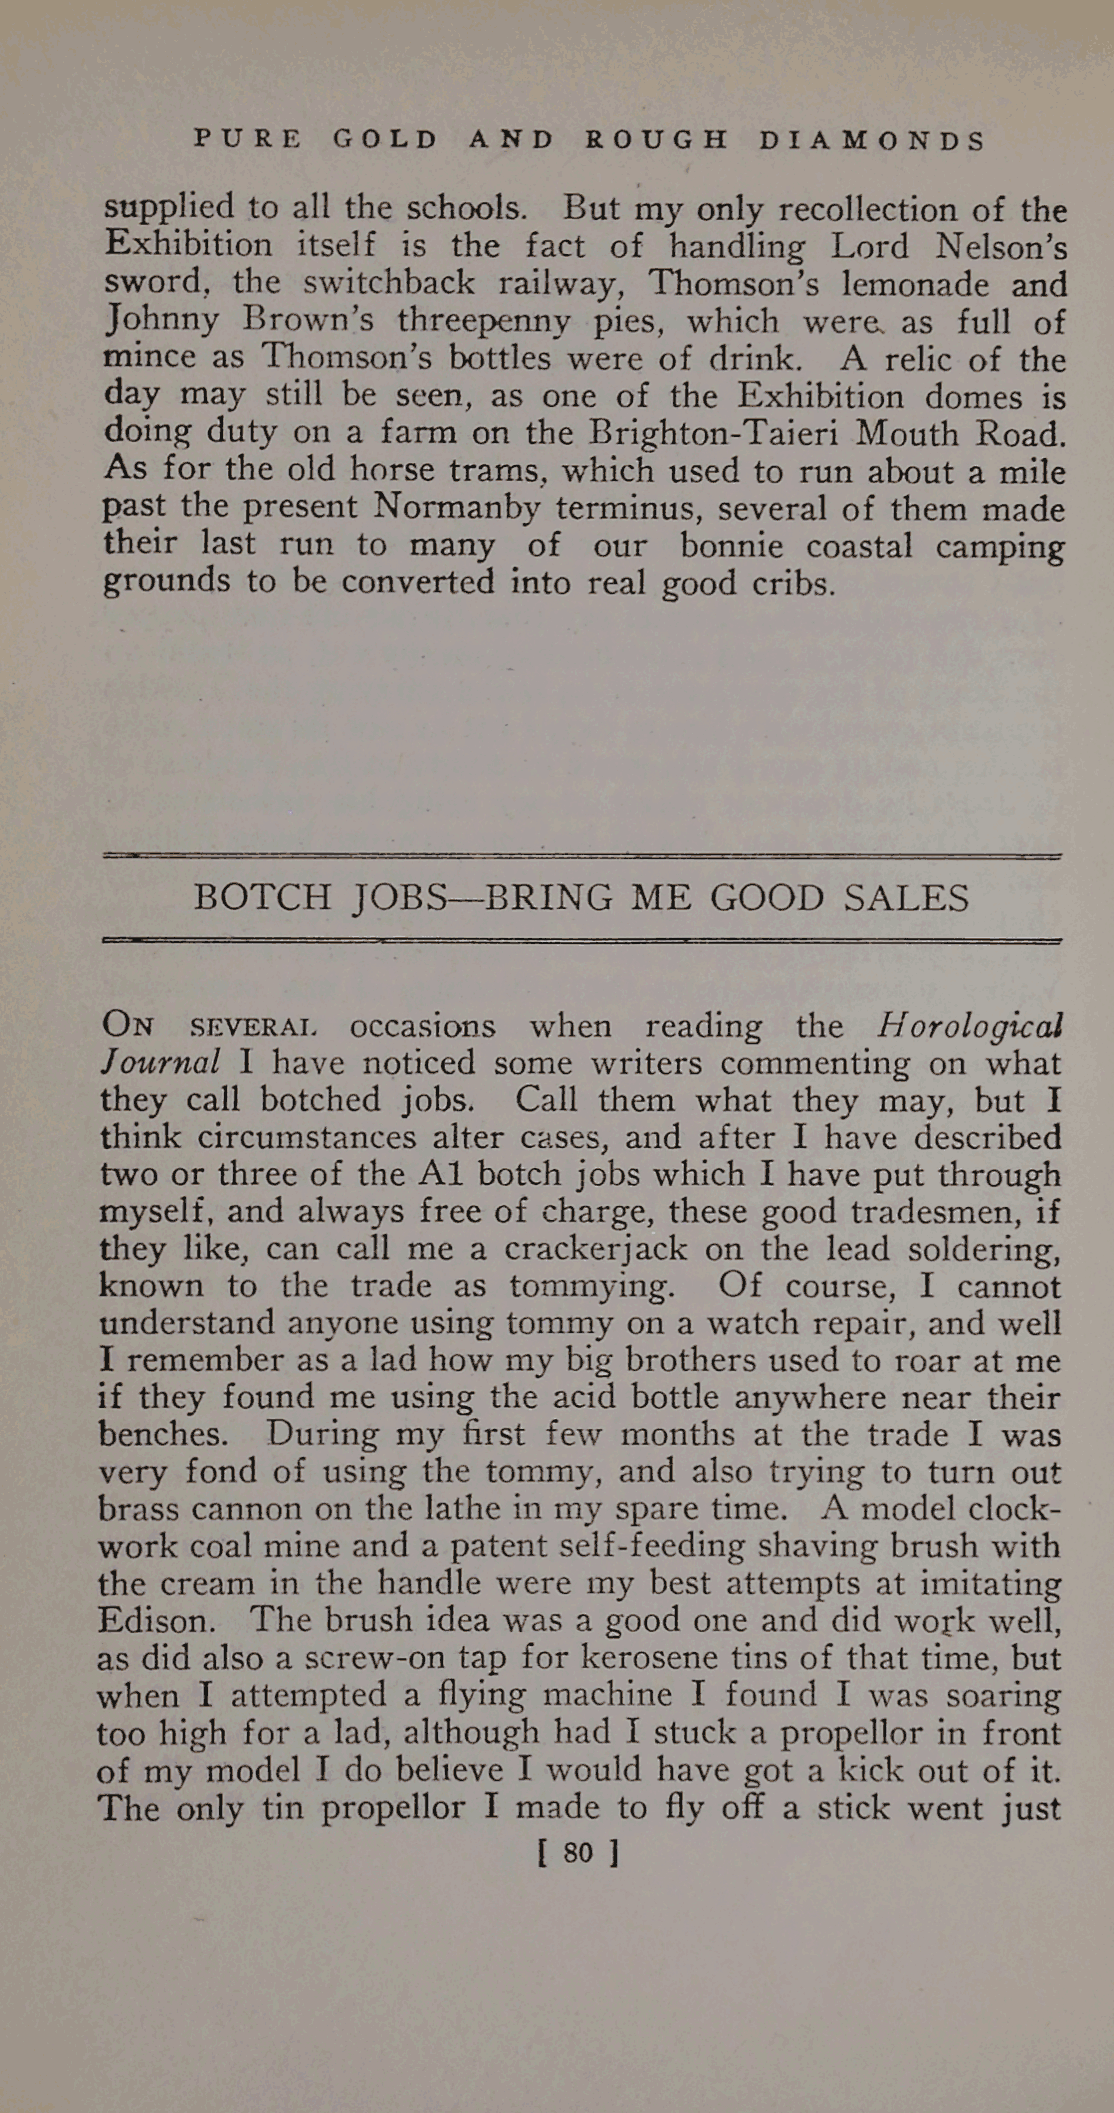 PURE GOLD AND ROUGH DIAMONDS
supplied to all the schools. But my only recollection of the
Exhibition itself is the fact of handling Lord Nelson's
sword, the switchback railway, Thomson's lemonade and
Johnny Brown's threepenny pies, which were as full of
mince as Thomson's bottles were of drink. A relic of the
day may still be seen, as one of the Exhibition domes is
doing duty on a farm on the Brighton-Taieri Mouth Road.
As for the old horse trams, which used to run about a mile
past the present Normanby terminus, several of them made
their last run to many of our bonnie coastal camping
grounds to be converted into real good cribs.
BOTCH JOBS—BRING ME GOOD SALES
ON SEVERAL occasions when reading the Horological
Journal I have noticed some writers commenting on what
they call botched jobs. Call them what they may, but I
think circumstances alter cases, and after I have described
two or three of the A1 botch jobs which I have put through
myself, and always free of charge, these good tradesmen, if
they like, can call me a crackerjack on the lead soldering,
known to the trade as tommying. Of course, I cannot
understand anyone using tommy on a watch repair, and well
I remember as a lad how my big brothers used to roar at me
if they found me using the acid bottle anywhere near their
benches. During my first few months at the trade I was
very fond of using the tommy, and also trying to turn out
brass cannon on the lathe in my spare time. A model clock-
work coal mine and a patent self-feeding shaving brush with
the cream in the handle were my best attempts at imitating
Edison. The brush idea was a good one and did work well,
as did also a screw-on tap for kerosene tins of that time, but
when I attempted a flying machine I found I was soaring
too high for a lad, although had I stuck a propellor in front
of my model I do believe I would have got a kick out of it.
The only tin propellor I made to fly off a stick went just
[ 80 ]